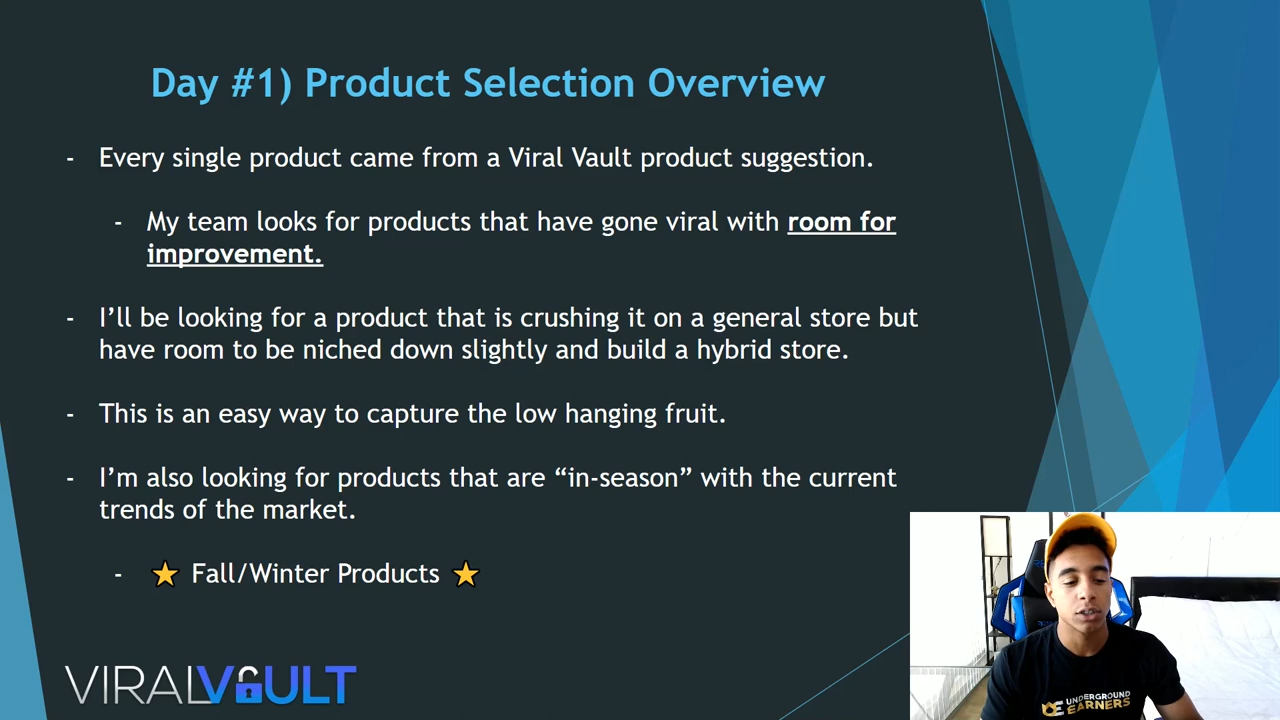 Day #1) Product Selection Overview
- Every single product came from a Viral Vault product suggestion.
- My team looks for products that have gone viral with room for
improvement.
- I’ll be looking for a product that is crushing it on a general store but
have room to be niched down slightly and build a hybrid store.
- This is an easy way to capture the low hanging fruit.
- I’m also looking for products that are “in-season” with the current
trends of the market.
- ⭐ Fall/Winter Products ⭐
VIRALVAULT
UE UNDERGROUND
EARNERS